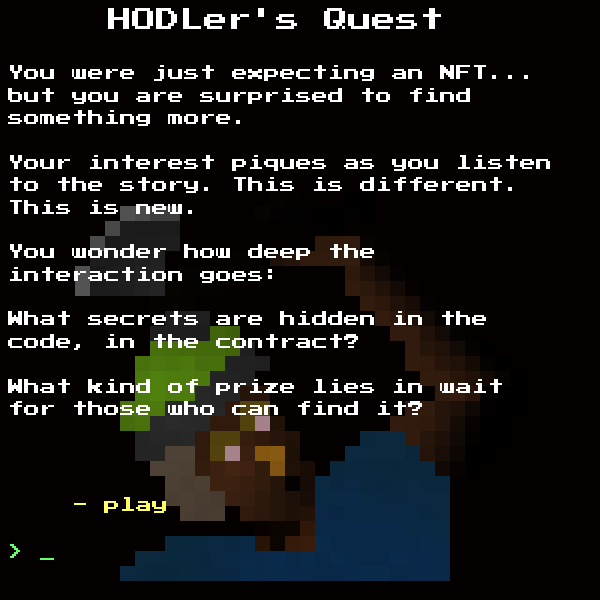 HODLer's Quest
You were just expecting an NFT...
but you are surprised to find
something more.
Your interest piques as you listen
to the story. This is different.
This is new.
You wonder how deep the
interaction goes:
What secrets are hidden in the
code, in the contract?
What kind of prize lies in wait
for those who can find it?
- play
> _